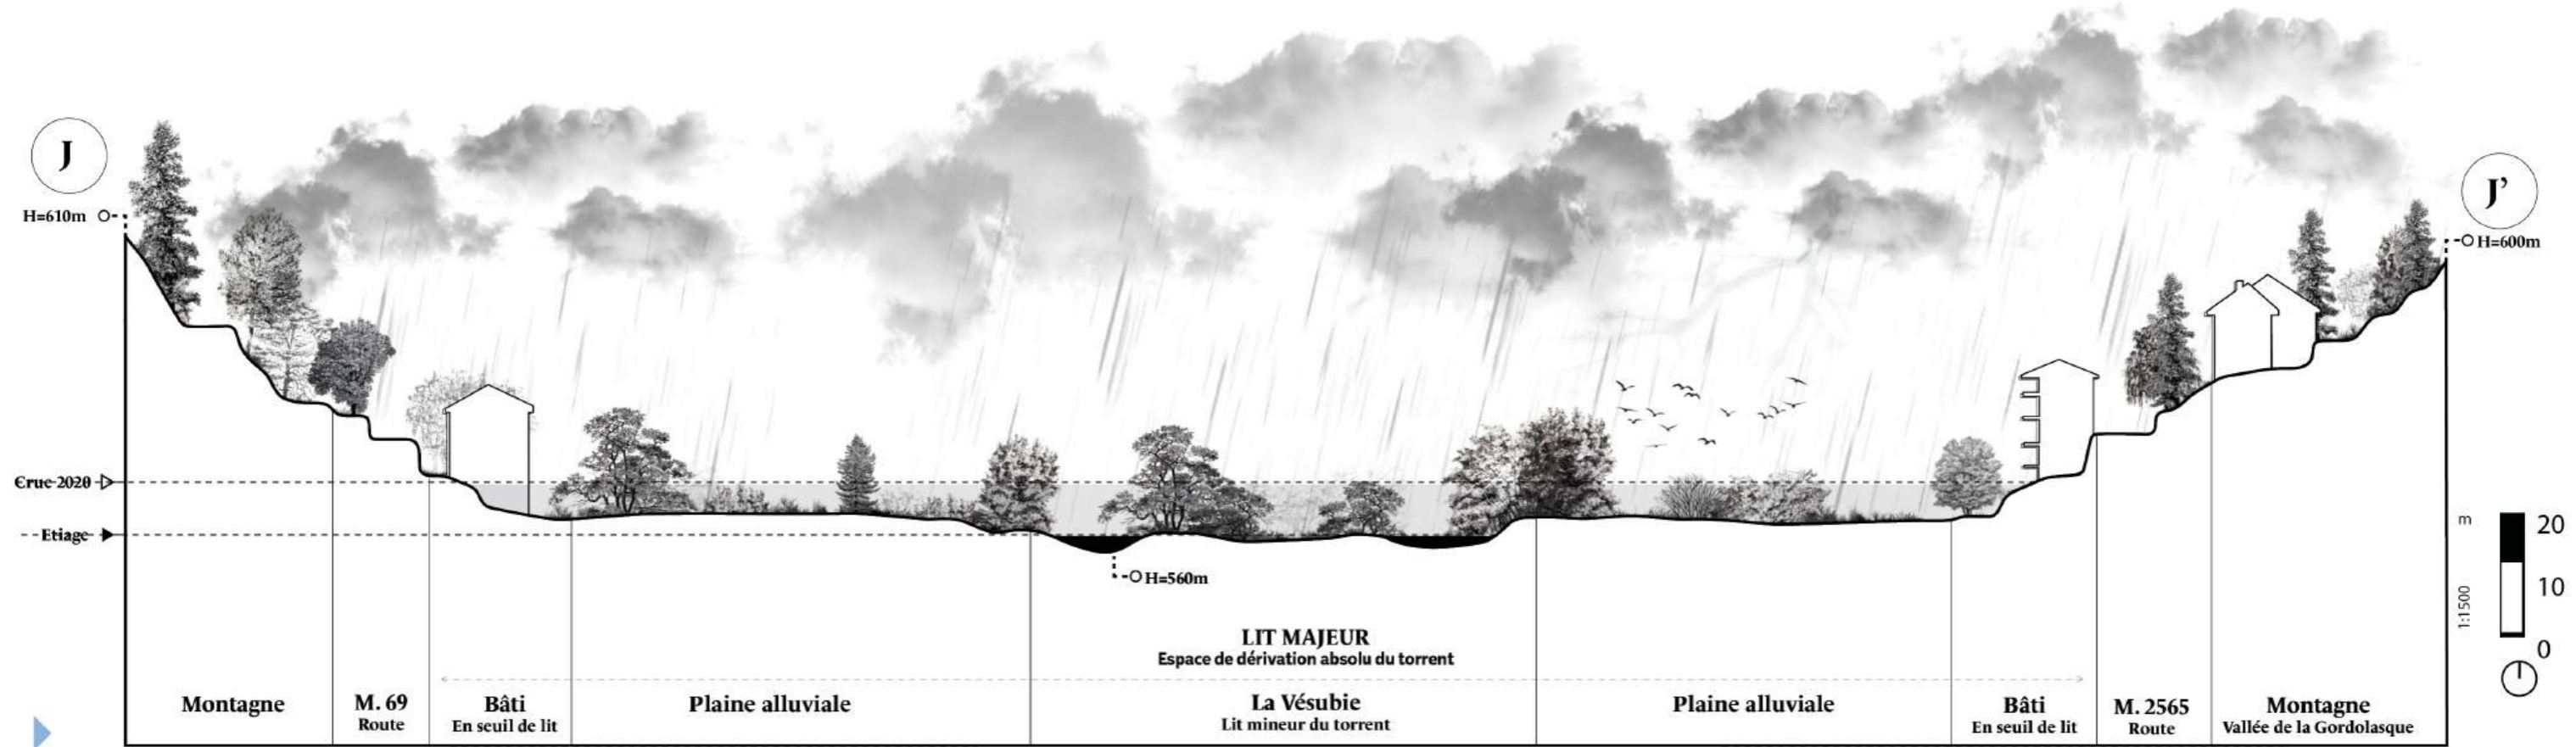 J
J’
H=610m
H=600m
Crue 2020
Etiage
H=560m
m
20
10
0
1:1500
LIT MAJEUR
Espace de dérivation absolu du torrent
Montagne
M. 69
Route
Bâti
En seuil de lit
Plaine alluviale
La Vésubie
Lit mineur du torrent
Plaine alluviale
Bâti
En seuil de lit
M. 2565
Route
Montagne
Vallée de la Gordolasque